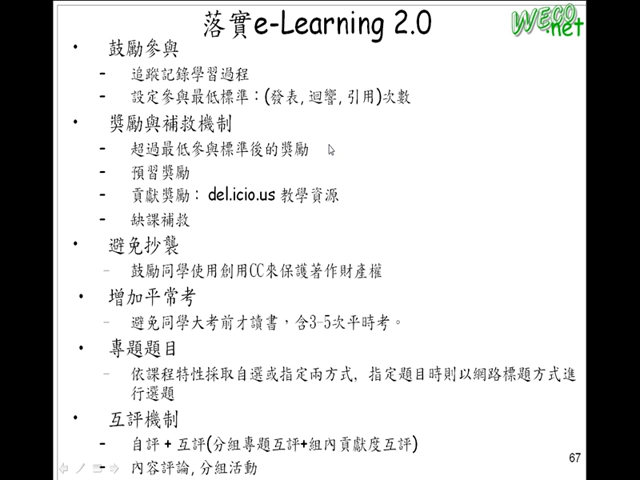 落實e-Learning 2.0
WECO.net
• 鼓勵參與
- 追蹤記錄學習過程
- 設定參與最低標準：(發表, 迴響, 引用)次數
• 獎勵與補救機制
- 超過最低參與標準後的獎勵
- 預習獎勵
- 貢獻獎勵： del.icio.us 教學資源
- 缺課補救
• 避免抄襲
- 鼓勵同學使用創用CC來保護著作財產權
• 增加平常考
- 避免同學大考前才讀書，含3-5次平時考。
• 專題題目
- 依課程特性採取自選或指定兩方式, 指定題目時則以網路標題方式進
行選題
• 互評機制
- 自評 + 互評(分組專題互評+組內貢獻度互評)
- 內容評論, 分組活動
67